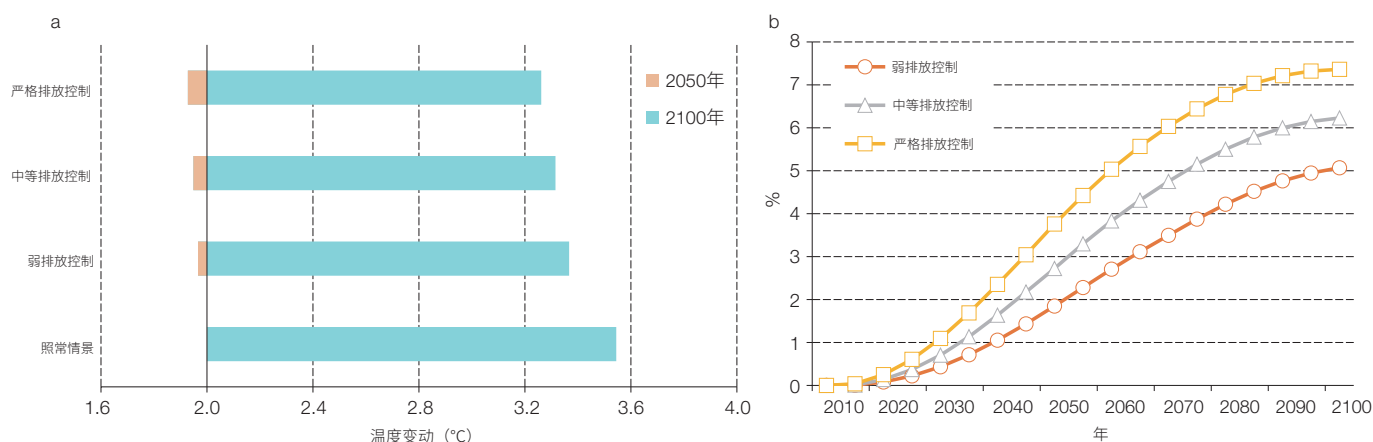 a
严格排放控制
中等排放控制
弱排放控制
照常情景
2050年
2100年
1.6 2.0 2.4 2.8 3.2 3.6 4.0
温度变动（℃）
b
8
7
6
5
4
3
2
1
0
%
弱排放控制
中等排放控制
严格排放控制
2010 2020 2030 2040 2050 2060 2070 2080 2090 2100
年